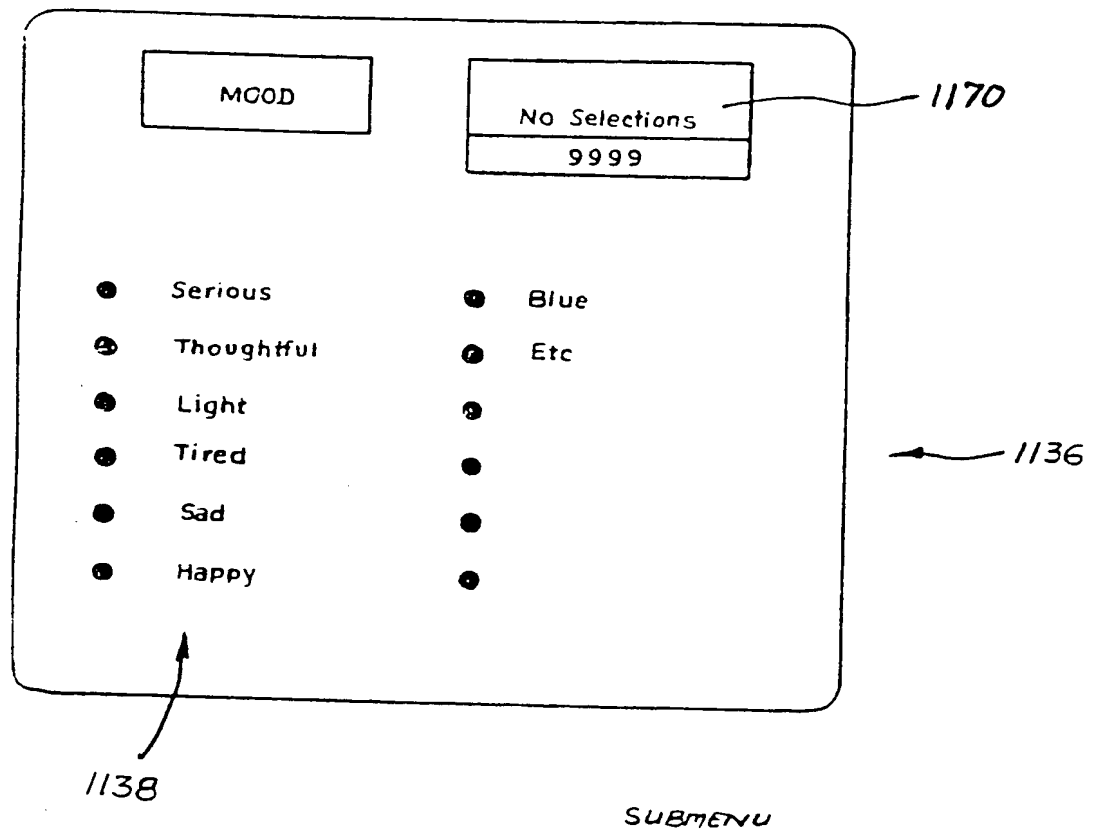 MOOD
No Selections
9999
1170
Serious
Thoughtful
Light
Tired
Sad
Happy
Blue
Etc
1136
1138
SUBMENU